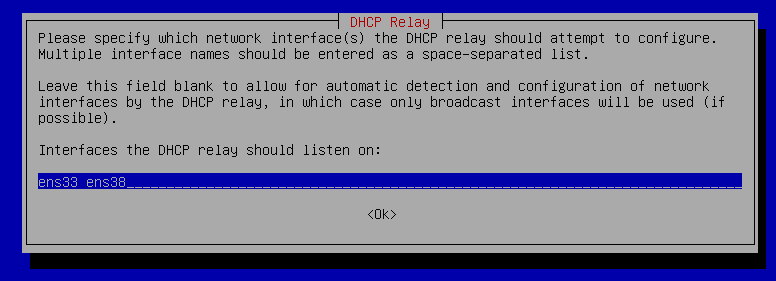 DHCP Relay
Please specify which network interface(s) the DHCP relay should attempt to configure.
Multiple interface names should be entered as a space-separated list.
Leave this field blank to allow for automatic detection and configuration of network
interfaces by the DHCP relay, in which case only broadcast interfaces will be used (if
possible).
Interfaces the DHCP relay should listen on:
ens33 ens38
<Ok>